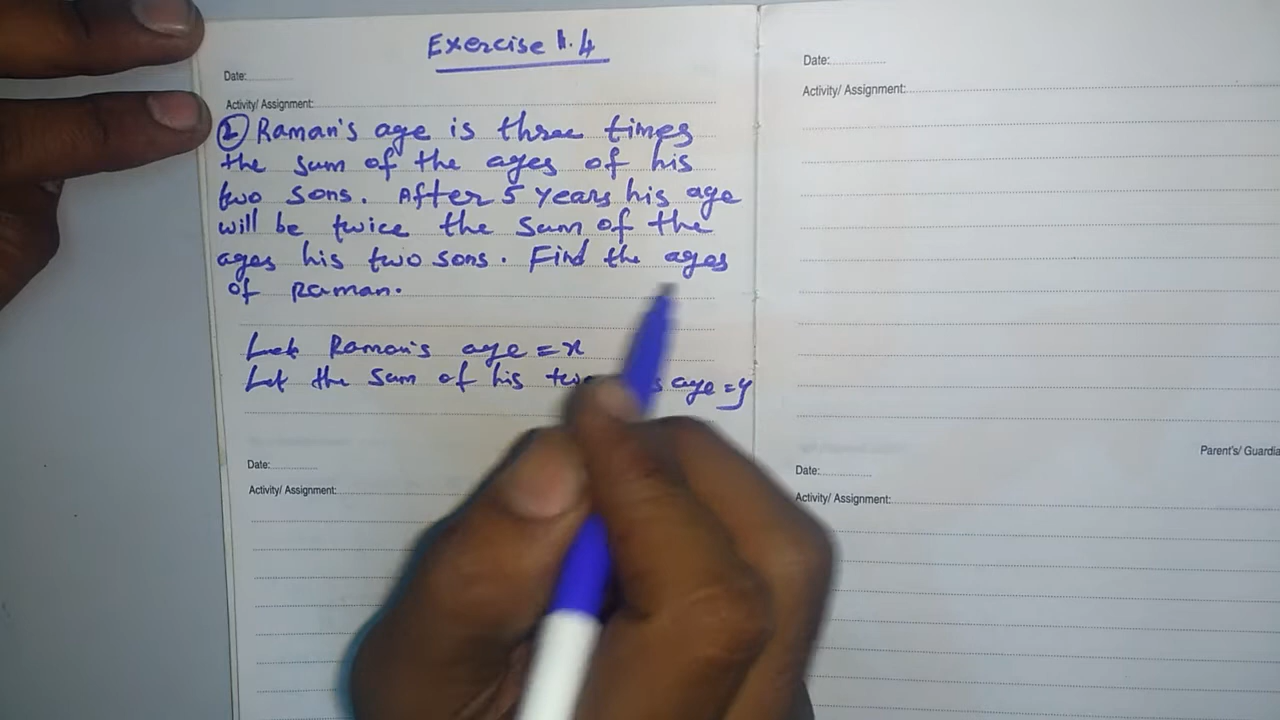 Exercise 11.4
Date:
Activity/ Assignment:
2 Raman's age is three times
the sum of the ages of his
two sons. After 5 years his age
will be twice the sum of the
ages his two sons. Find the ages
of Raman.
Let Raman's age = x
Let the sum of his age = y
Date:
Activity/ Assignment:
Date:
Activity/ Assignment:
Parent's/
Date:
Activity/ Assignment: